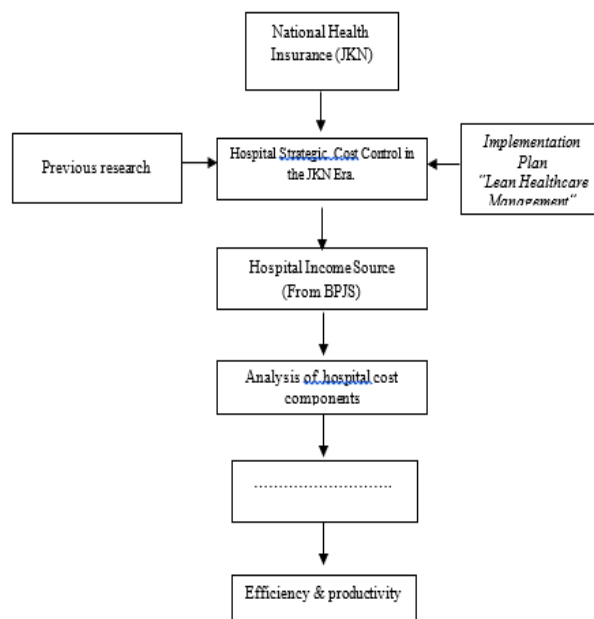 National Health
Insurance (JKN)
Previous research
Hospital Strategic Cost Control in
the JKN Era.
Implementation
Plan
"Lean Healthcare
Management"
Hospital Income Source
(From BPJS)
Analysis of hospital cost
components
................................
Efficiency & productivity